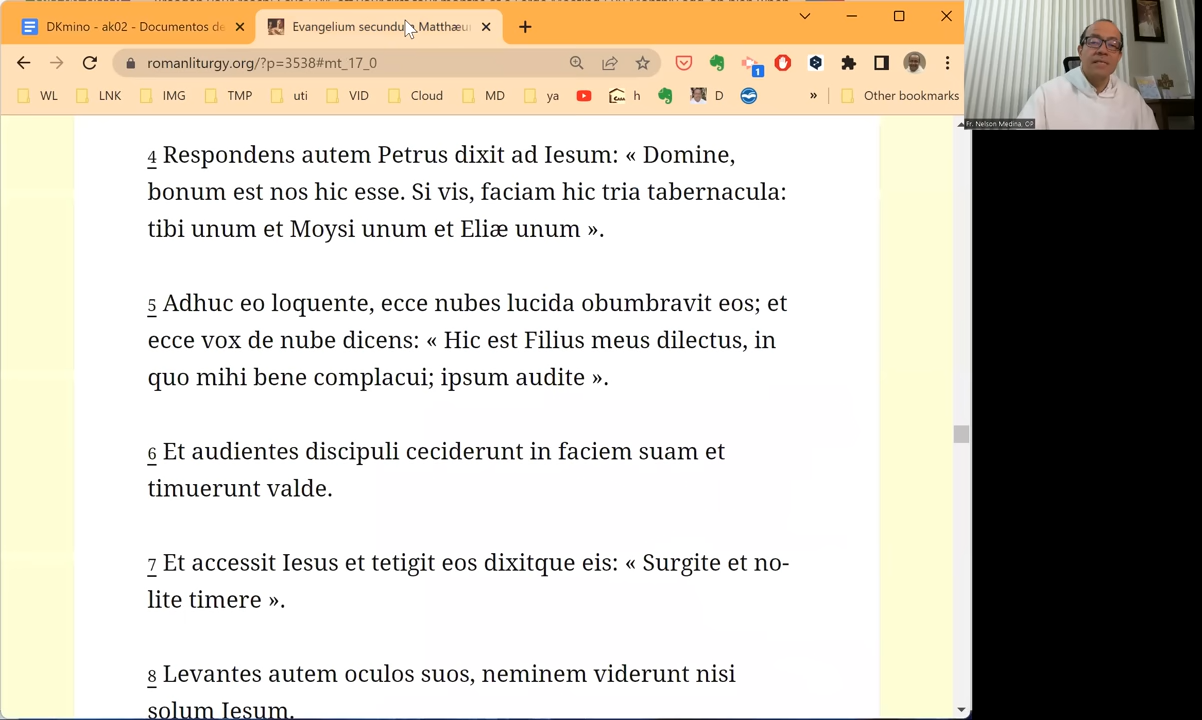 DKmino - ak02 - Documentos de
Evangelium secundu Matthæu
romanliturgy.org/?p=3538#mt_17_0
1
WL LNK IMG TMP uti VID Cloud MD ya h D » Other bookmarks
Fr. Nelson Medina, OP
4 Respondens autem Petrus dixit ad Iesum: « Domine,
bonum est nos hic esse. Si vis, faciam hic tria tabernacula:
tibi unum et Moysi unum et Eliæ unum ».
5 Adhuc eo loquente, ecce nubes lucida obumbravit eos; et
ecce vox de nube dicens: « Hic est Filius meus dilectus, in
quo mihi bene complacui; ipsum audite ».
6 Et audientes discipuli ceciderunt in faciem suam et
timuerunt valde.
7 Et accessit Iesus et tetigit eos dixitque eis: « Surgite et no-
lite timere ».
8 Levantes autem oculos suos, neminem viderunt nisi
solum Iesum.